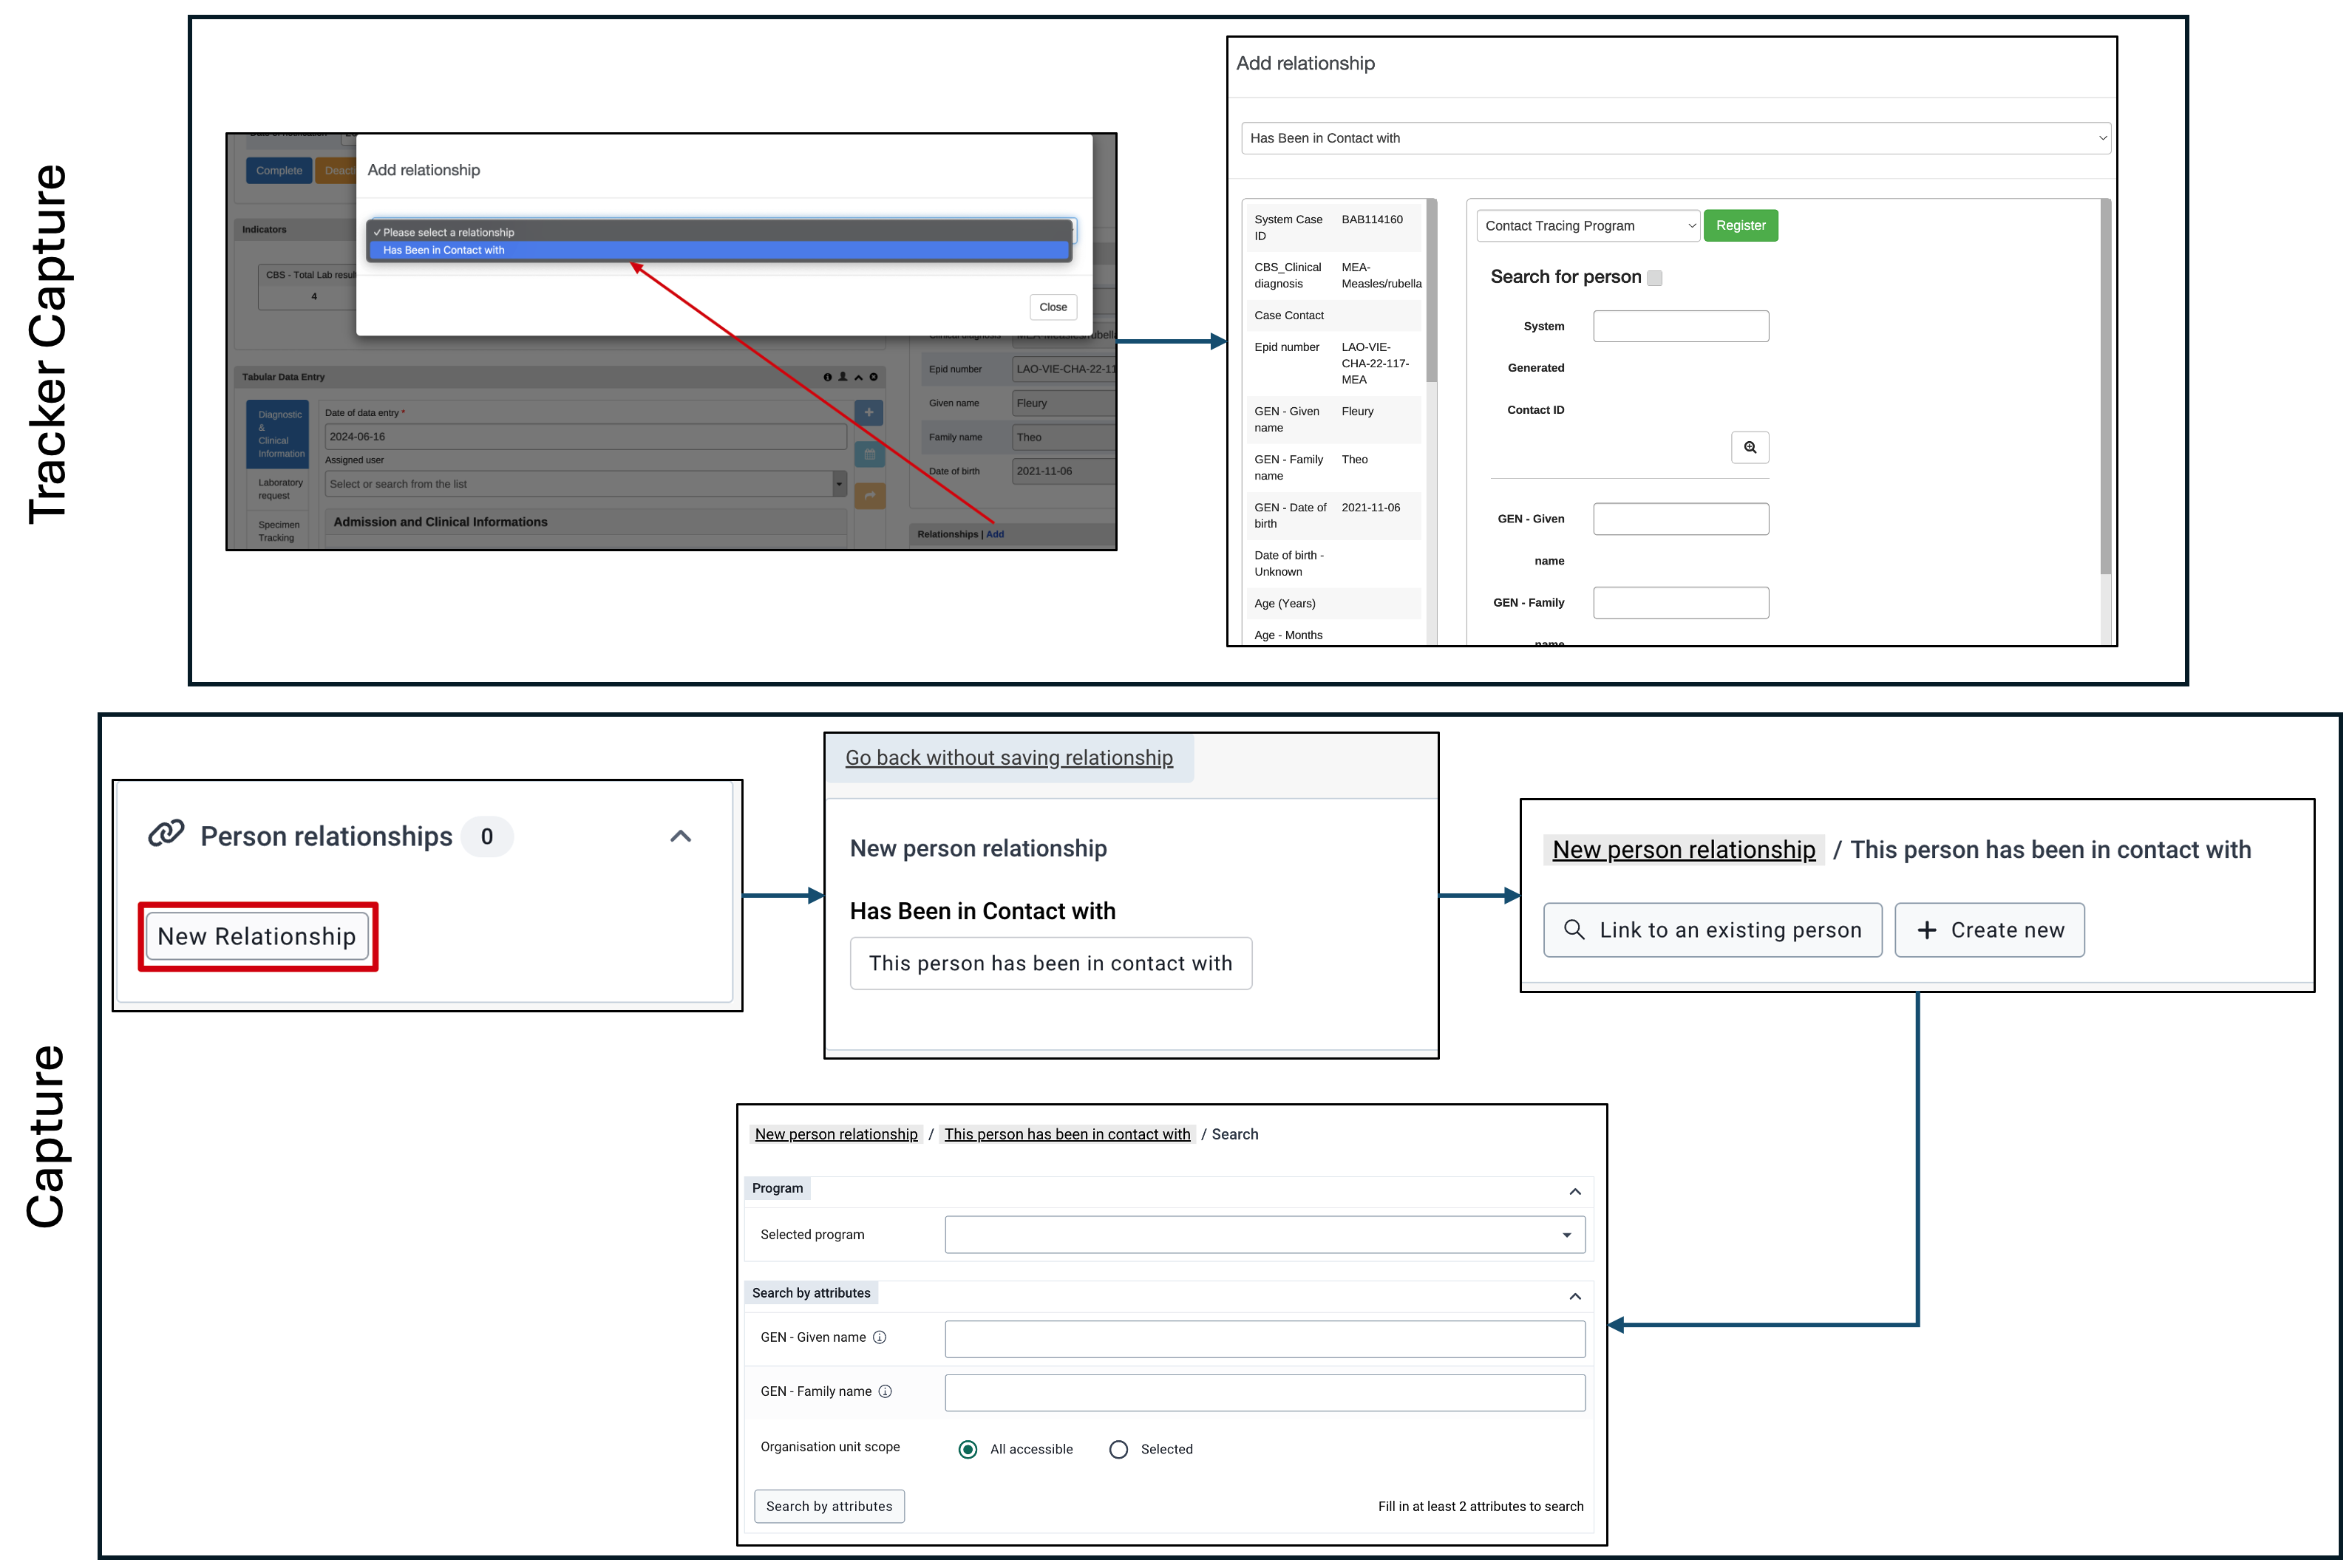 Tracker Capture
Complete
Deact
Indicators
CBS - Total Lab resul
4
Add relationship
✓ Please select a relationship
Has Been in Contact with
Close
Tabular Data Entry
Diagnostic
&
Clinical
Information
Laboratory
request
Specimen
Tracking
Date of data entry *
2024-06-16
Assigned user
Select or search from the list
Admission and Clinical Informations
Epid number LAO-VIE-CHA-22-11
Given name Fleury
Family name Theo
Date of birth 2021-11-06
Relationships | Add
Add relationship
Has Been in Contact with
System Case BAB114160
ID
CBS_Clinical MEA-
diagnosis Measles/rubella
Case Contact
Epid number LAO-VIE-
CHA-22-117-
MEA
GEN - Given Fleury
name
GEN - Family Theo
name
GEN - Date of 2021-11-06
birth
Date of birth -
Unknown
Age (Years)
Age - Months
Contact Tracing Program Register
Search for person
System
Generated
Contact ID
GEN - Given
name
GEN - Family
name
Capture
Person relationships 0
New Relationship
Go back without saving relationship
New person relationship
Has Been in Contact with
This person has been in contact with
New person relationship / This person has been in contact with
Link to an existing person + Create new
New person relationship / This person has been in contact with / Search
Program
Selected program
Search by attributes
GEN - Given name
GEN - Family name
Organisation unit scope All accessible Selected
Search by attributes Fill in at least 2 attributes to search